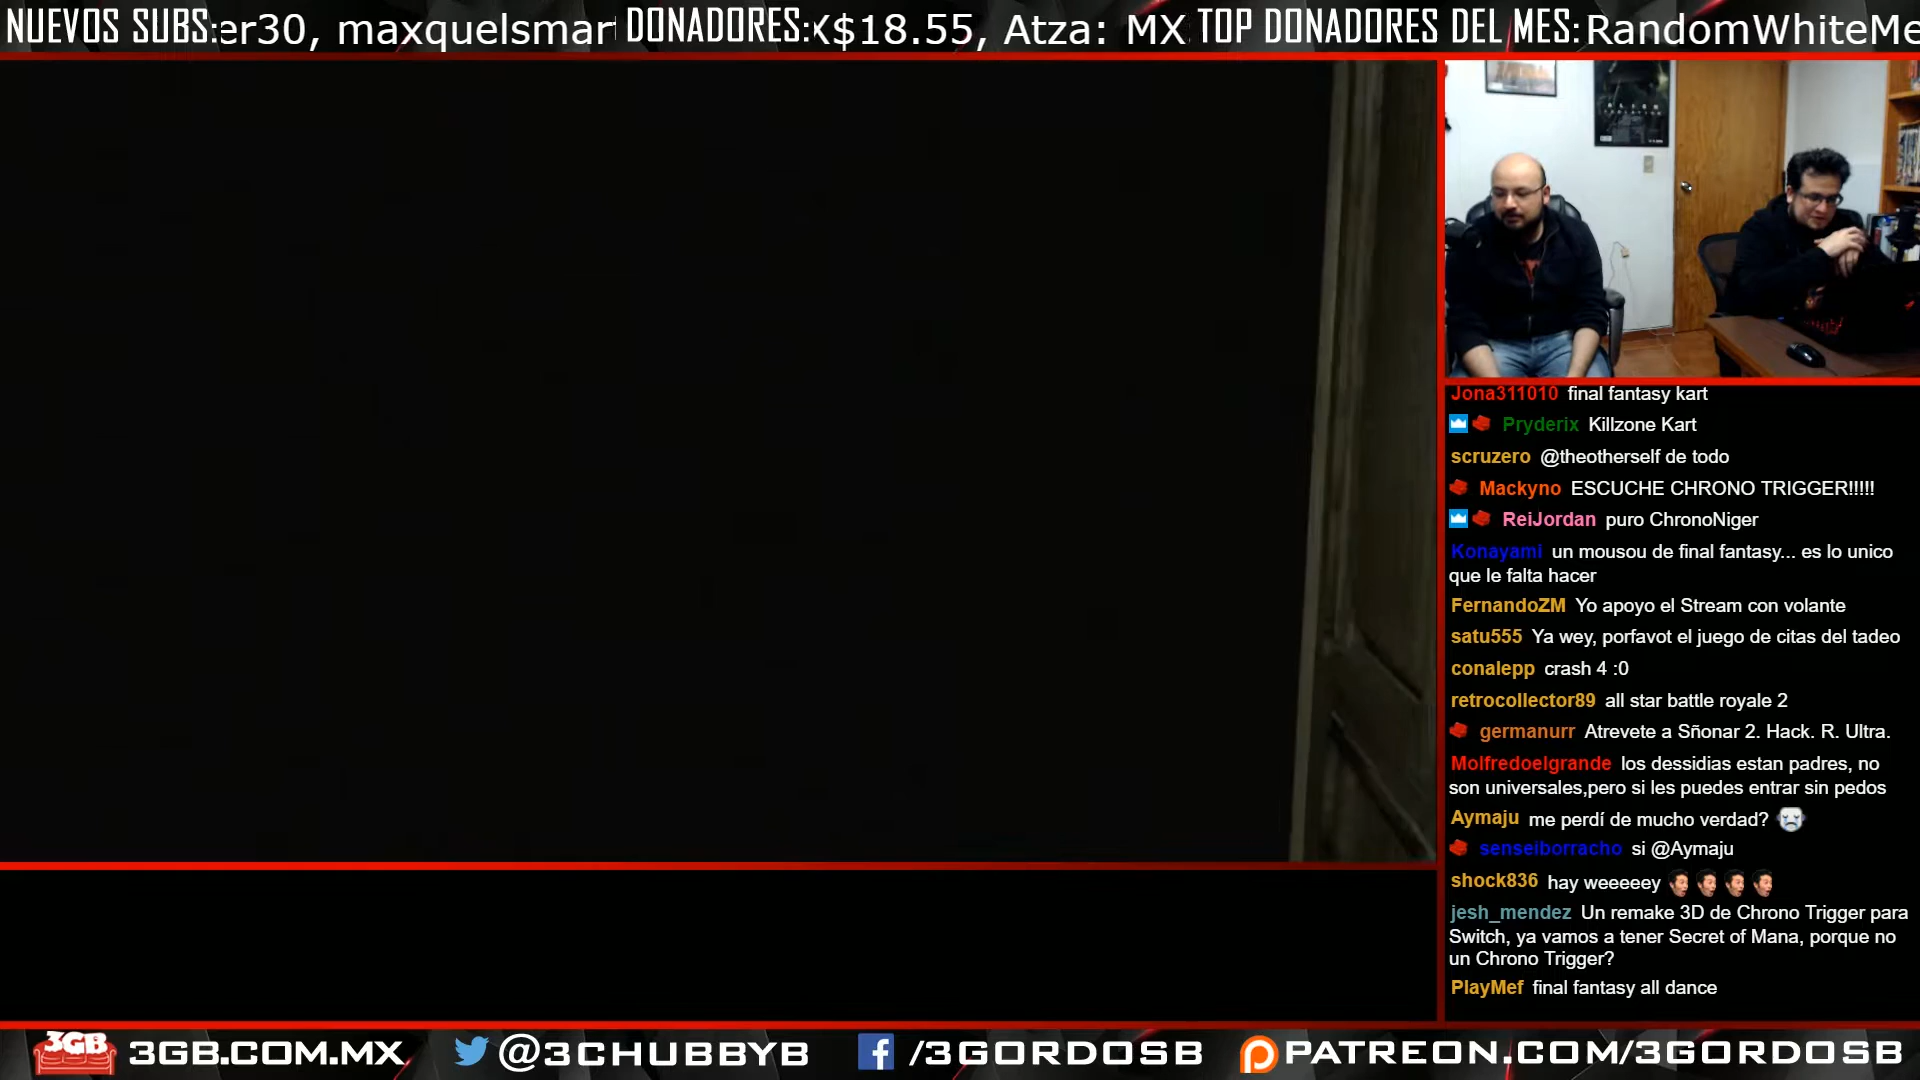 NUEVOS SUBS: er30, maxquelsmar DONADORES: X$18.55, Atza: MX TOP DONADORES DEL MES: RandomWhiteMe
ALIEN
Jona311010 final fantasy kart
Pryderix Killzone Kart
scruzero @theotherself de todo
Mackyno ESCUCHE CHRONO TRIGGER!!!!!
ReiJordan puro ChronoNiger
Konayami un mousou de final fantasy... es lo unico
que le falta hacer
FernandoZM Yo apoyo el Stream con volante
satu555 Ya wey, porfavot el juego de citas del tadeo
conalepp crash 4 :0
retrocollector89 all star battle royale 2
germanurr Atrevete a Sñonar 2. Hack. R. Ultra.
Molfredoelgrande los dessidias estan padres, no
son universales,pero si les puedes entrar sin pedos
Aymaju me perdí de mucho verdad?
senseiborracho si @Aymaju
shock836 hay weeeeey
jesh_mendez Un remake 3D de Chrono Trigger para
Switch, ya vamos a tener Secret of Mana, porque no
un Chrono Trigger?
PlayMef final fantasy all dance
3GB 3GB.COM.MX @3CHUBBYB /3GORDOSB PATREON.COM/3GORDOSB